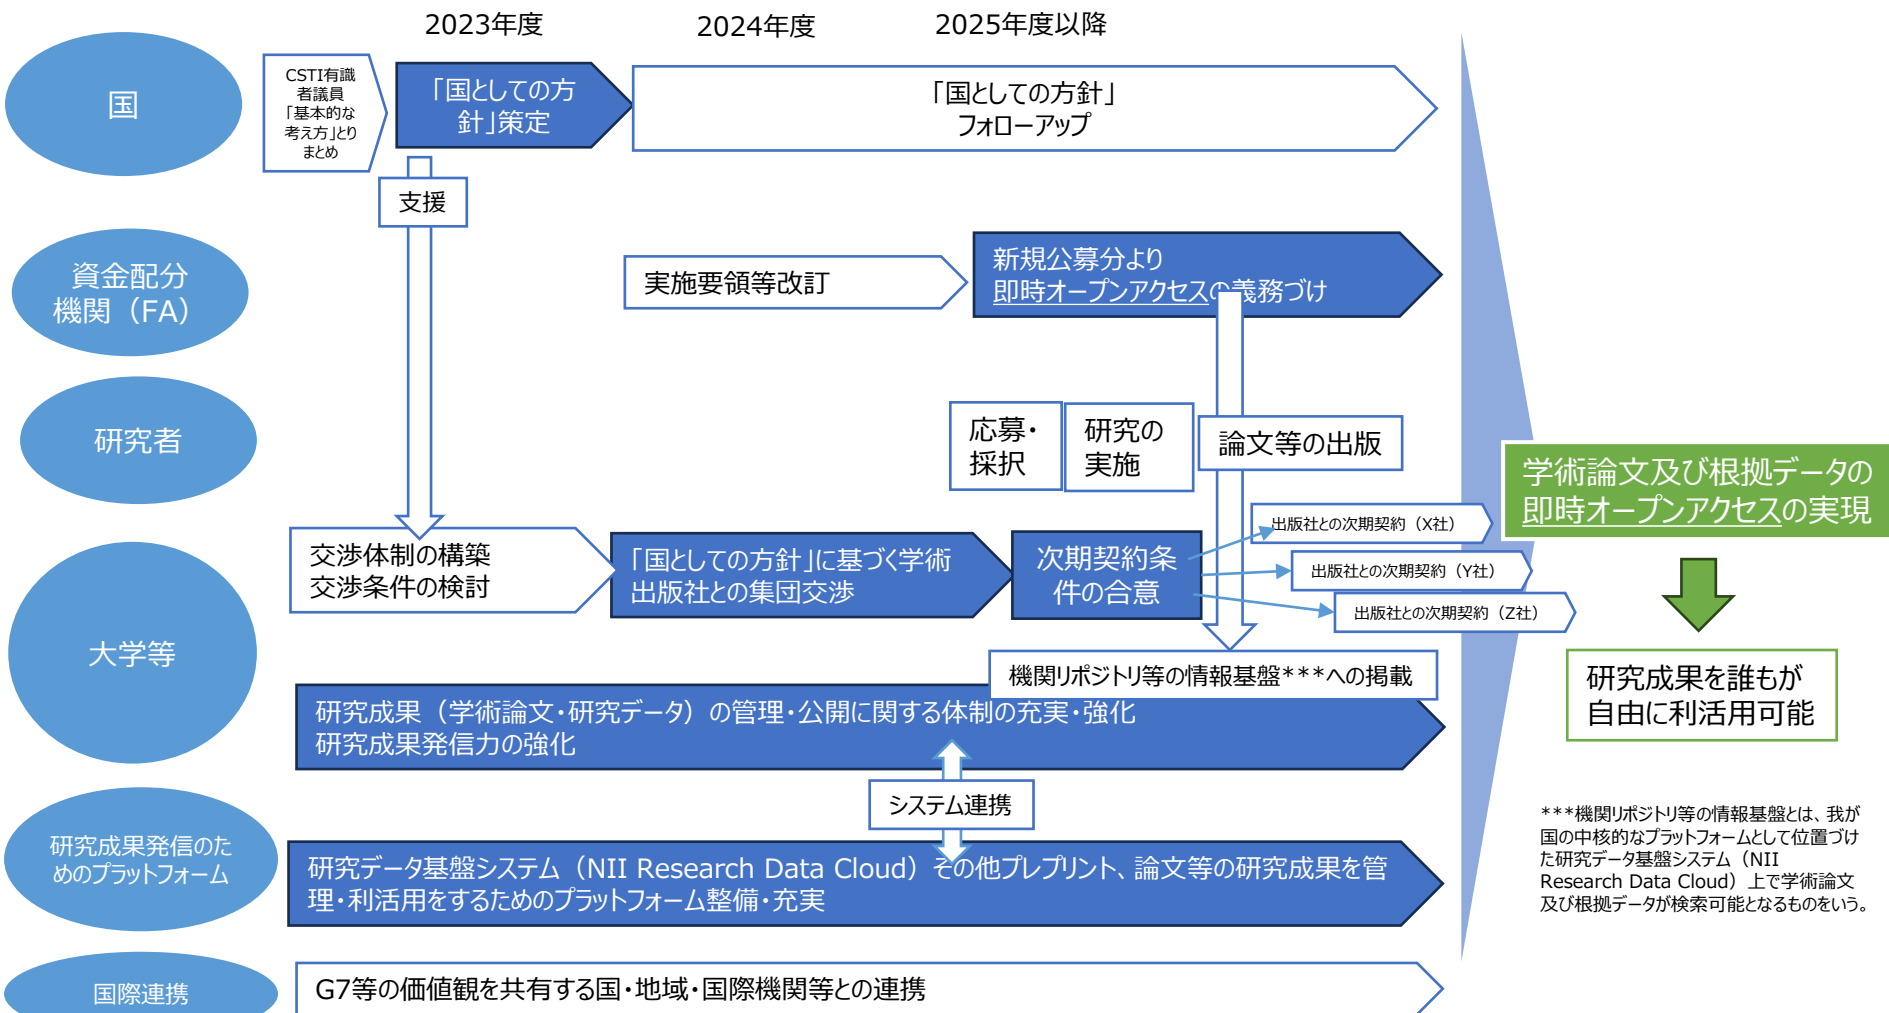 2023年度
2024年度
2025年度以降
国
CSTI有識
者議員
「基本的な
考え方」とり
まとめ
「国としての方
針」策定
「国としての方針」
フォローアップ
支援
資金配分
機関（FA）
実施要領等改訂
新規公募分より
即時オープンアクセスの義務づけ
研究者
応募・
採択
研究の
実施
論文等の出版
学術論文及び根拠データの
即時オープンアクセスの実現
大学等
交渉体制の構築
交渉条件の検討
「国としての方針」に基づく学術
出版社との集団交渉
次期契約条
件の合意
出版社との次期契約（X社）
出版社との次期契約（Y社）
出版社との次期契約（Z社）
機関リポジトリ等の情報基盤***への掲載
研究成果（学術論文・研究データ）の管理・公開に関する体制の充実・強化
研究成果発信力の強化
研究成果を誰もが
自由に利活用可能
システム連携
研究成果発信のた
めのプラットフォーム
研究データ基盤システム（NII Research Data Cloud）その他プレプリント、論文等の研究成果を管
理・利活用をするためのプラットフォーム整備・充実
***機関リポジトリ等の情報基盤とは、我が
国の中核的なプラットフォームとして位置づけ
た研究データ基盤システム（NII
Research Data Cloud）上で学術論文
及び根拠データが検索可能となるものをいう。
国際連携
G7等の価値観を共有する国・地域・国際機関等との連携